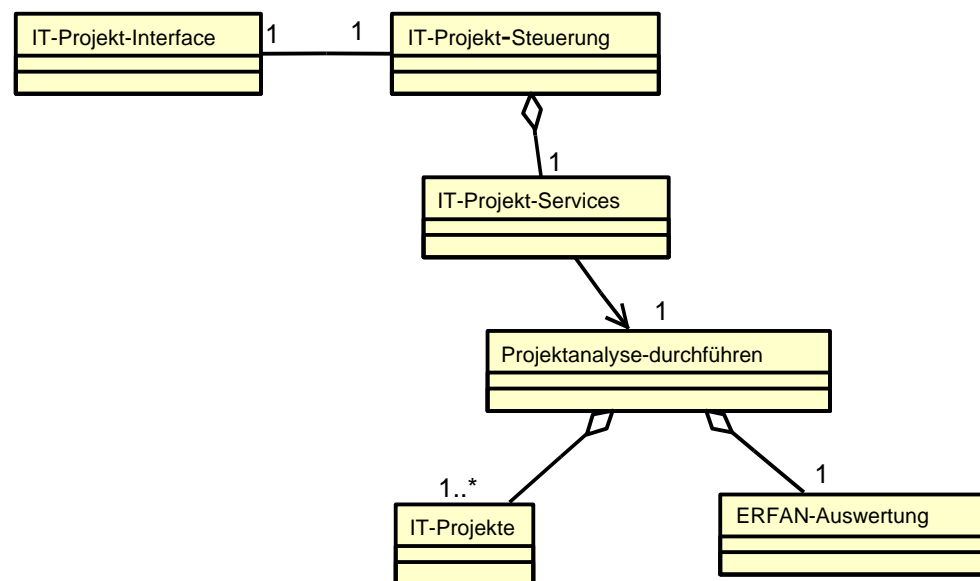 IT-Projekt-Interface
1
1
IT-Projekt-Steuerung
1
IT-Projekt-Services
1
Projektanalyse-durchführen
1..*
1
IT-Projekte
ERFAN-Auswertung